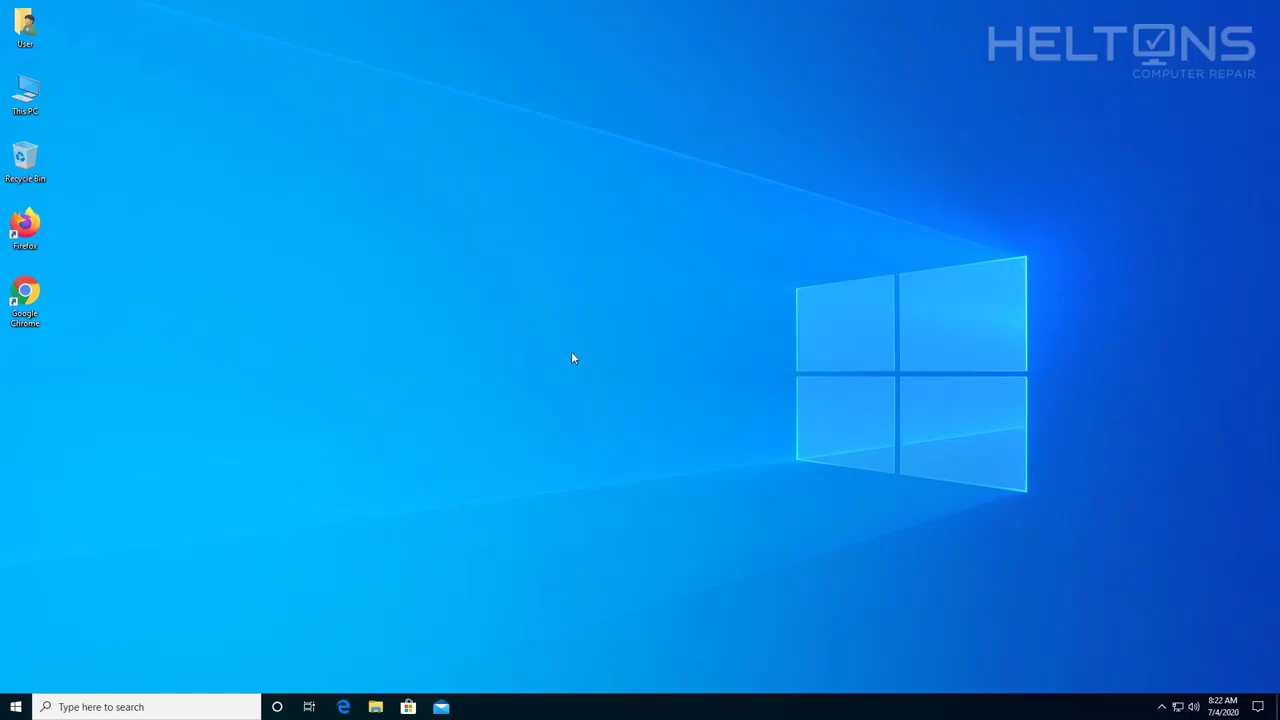 HELTONS
COMPUTER REPAIR
User
This PC
Recycle Bin
Firefox
Google
Chrome
Type here to search
8:22 AM
7/4/2020